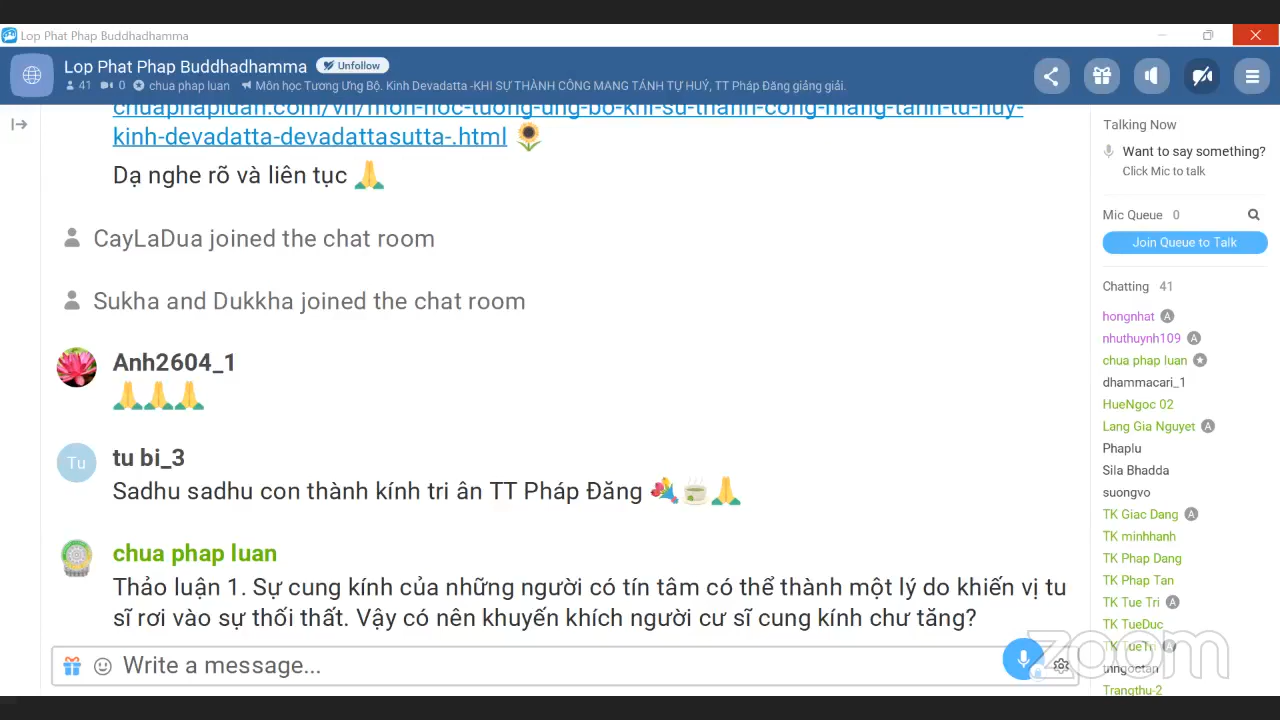 Lop Phat Phap Buddhadhamma
Lop Phat Phap Buddhadhamma Unfollow
41 0 chua phap luan Môn học Tương Ưng Bộ. Kinh Devadatta -KHI SỰ THÀNH CÔNG MANG TÁNH TỰ HUỶ, TT Pháp Đăng giảng giải.
chuaphapluan.com/vn/mon-hoc-tuong-ung-bo-khi-su-thanh-cong-mang-tanh-tu-huy-
kinh-devadatta-devadattasutta-.html
Dạ nghe rõ và liên tục
CayLaDua joined the chat room
Sukha and Dukkha joined the chat room
Anh2604_1
Tu
tu bi_3
Sadhu sadhu con thành kính tri ân TT Pháp Đăng
chua phap luan
Thảo luận 1. Sự cung kính của những người có tín tâm có thể thành một lý do khiến vị tu
sĩ rơi vào sự thối thất. Vậy có nên khuyến khích người cư sĩ cung kính chư tăng?
Write a message...
Talking Now
Want to say something?
Click Mic to talk
Mic Queue 0
Join Queue to Talk
Chatting 41
hongnhat A
nhuthuynh109 A
chua phap luan
dhammacari_1
HueNgoc 02
Lang Gia Nguyet A
Phaplu
Sila Bhadda
suongvo
TK Giac Dang A
TK minhhanh
TK Phap Dang
TK Phap Tan
TK Tue Tri A
TK TueDuc
TK TueTri A
tnngoctan
Trangthu-2
zoom